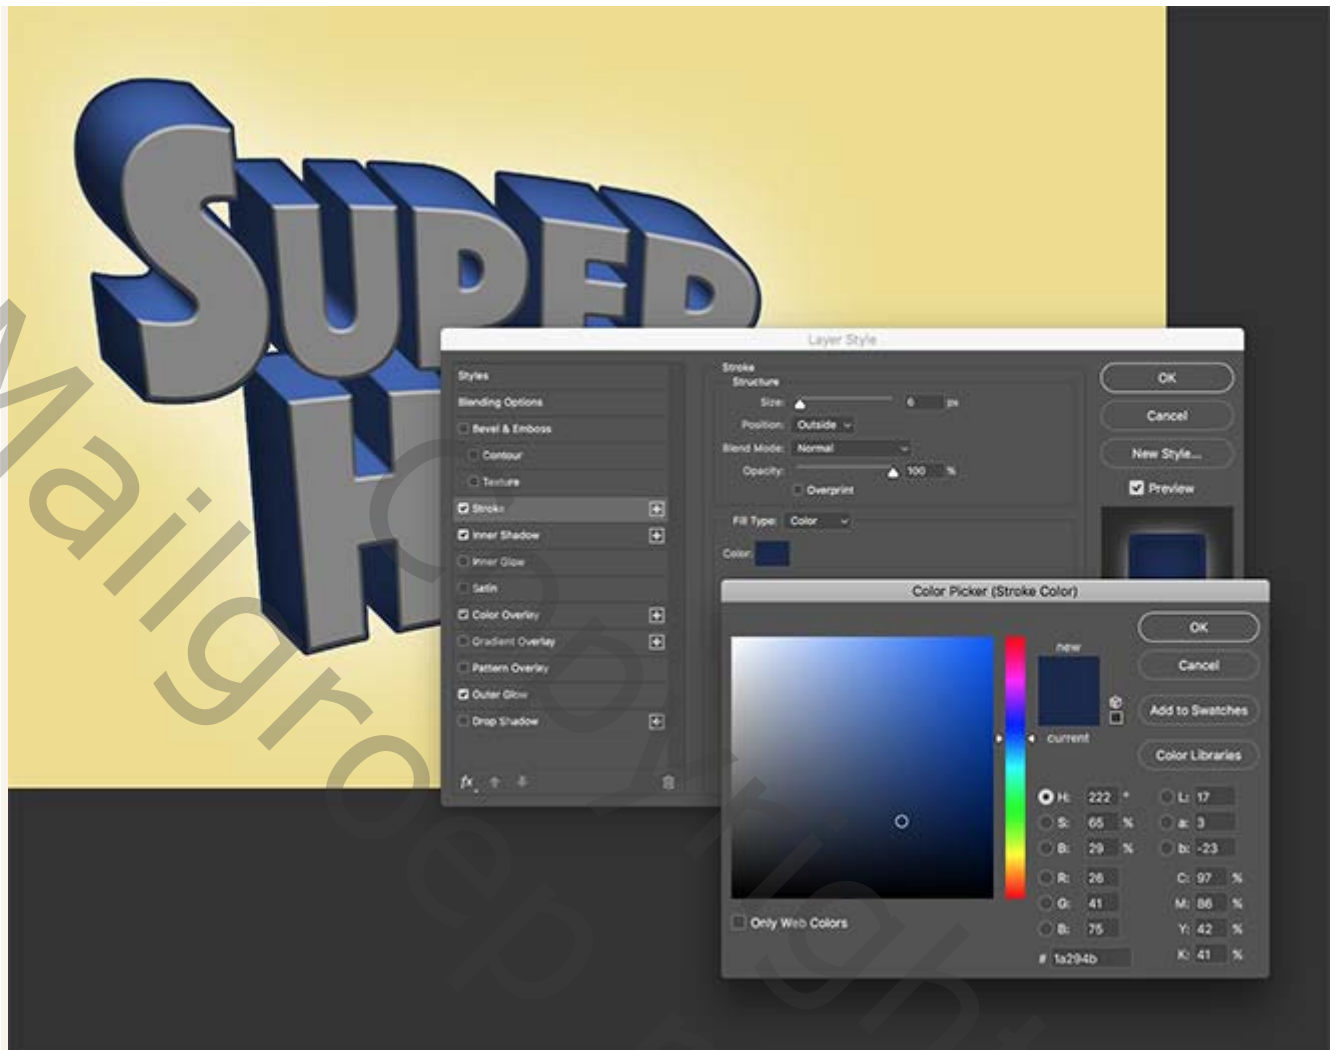 SUPER
H
Layer Style
Styles
Blending Options
Bevel & Emboss
Contour
Texture
Stroke
Inner Shadow
Inner Glow
Satin
Color Overlay
Gradient Overlay
Pattern Overlay
Outer Glow
Drop Shadow
fx
Stroke
Structure
Size: 6 px
Position: Outside
Blend Mode: Normal
Opacity: 100 %
Overprint
Fill Type: Color
Color:
OK
Cancel
New Style...
Preview
Color Picker (Stroke Color)
new
current
OK
Cancel
Add to Swatches
Color Libraries
H: 222 °
S: 65 %
B: 29 %
R: 26
G: 41
B: 75
# 1a294b
L: 17
a: 3
b: -23
C: 97 %
M: 86 %
Y: 42 %
K: 41 %
Only Web Colors
Mailgroep
Copyright